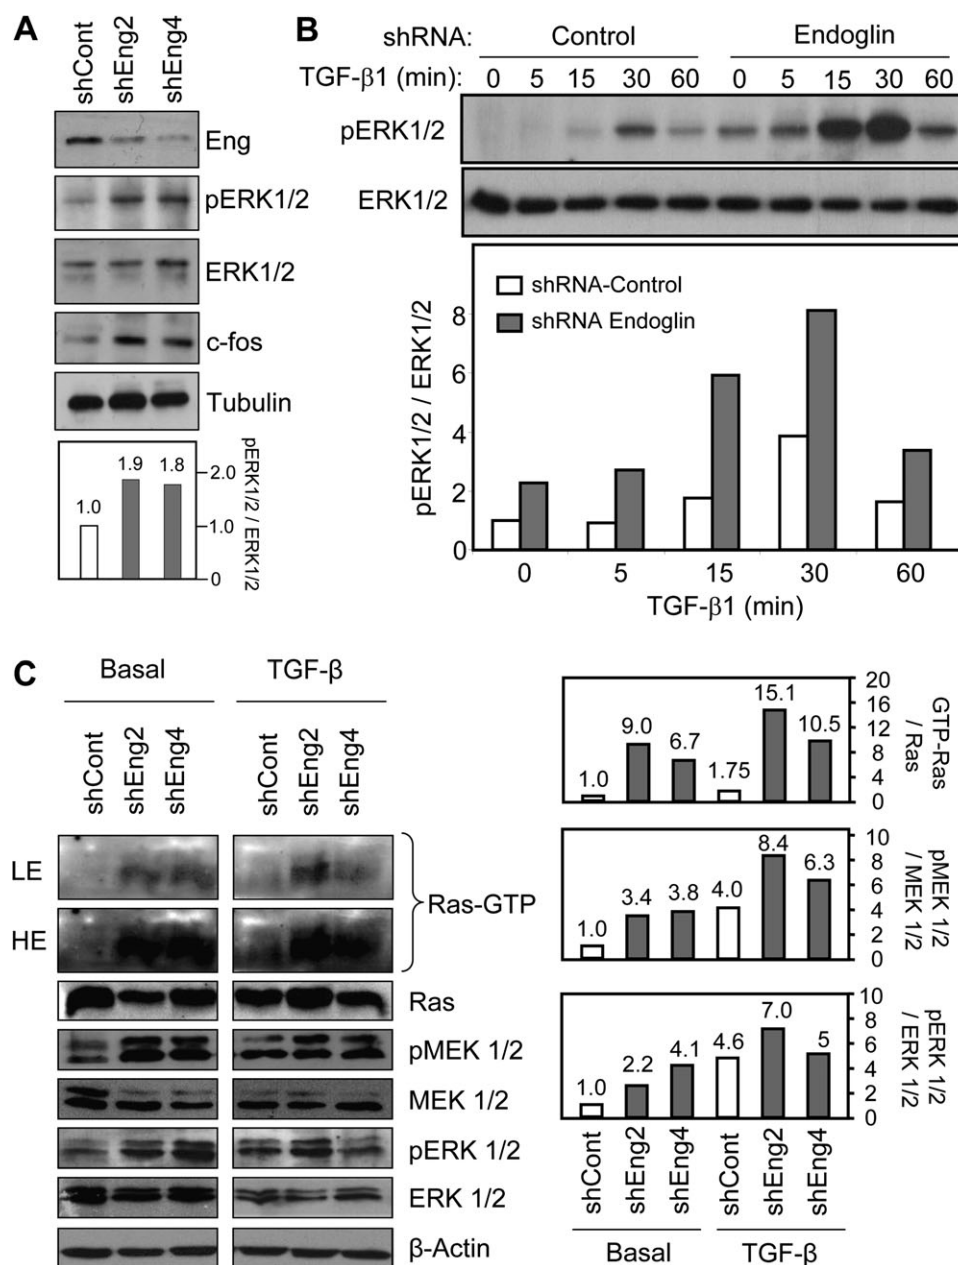 A
shCont shEng2 shEng4
Eng
pERK1/2
ERK1/2
c-fos
Tubulin
1.0 1.9 1.8
2.0
1.0
0
pERK1/2 / ERK1/2
B
shRNA: Control Endoglin
TGF-β1 (min): 0 5 15 30 60 0 5 15 30 60
pERK1/2
ERK1/2
shRNA-Control
shRNA Endoglin
8
6
4
2
0
pERK1/2 / ERK1/2
0 5 15 30 60
TGF-β1 (min)
C
Basal TGF-β
shCont shEng2 shEng4 shCont shEng2 shEng4
LE
HE
Ras-GTP
Ras
pMEK 1/2
MEK 1/2
pERK 1/2
ERK 1/2
β-Actin
1.0 9.0 6.7 1.75 15.1 10.5
20
16
12
8
4
0
GTP-Ras
/ Ras
1.0 3.4 3.8 4.0 8.4 6.3
10
8
6
4
2
0
pMEK 1/2
/ MEK 1/2
1.0 2.2 4.1 4.6 7.0 5
10
8
6
4
2
0
pERK 1/2
/ ERK 1/2
shCont shEng2 shEng4 shCont shEng2 shEng4
Basal TGF-β